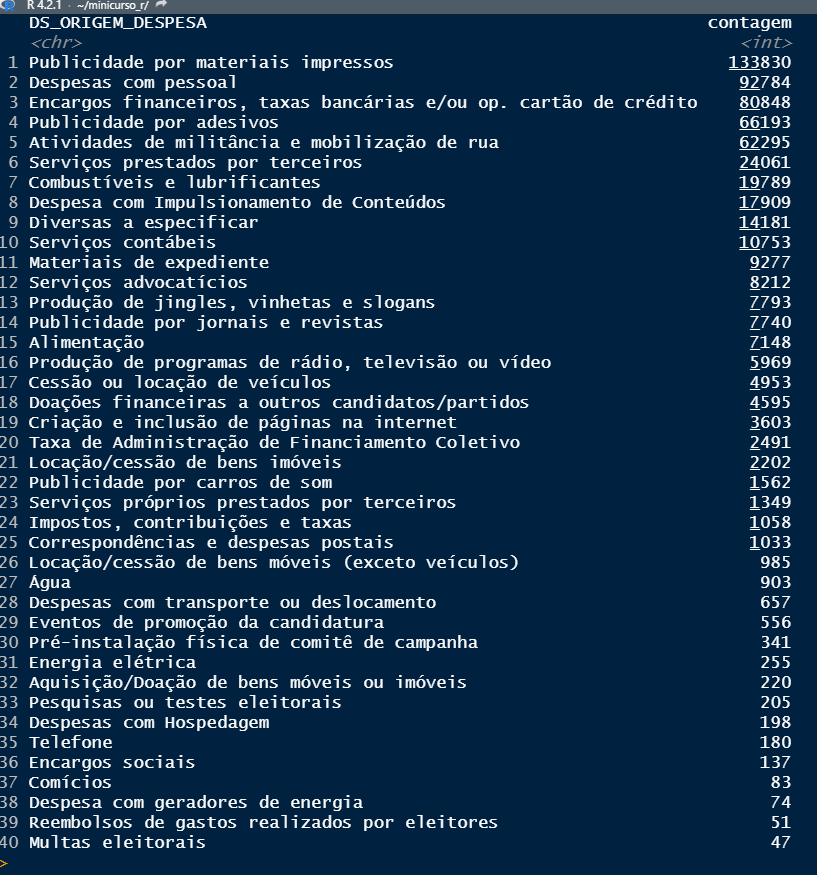 R 4.2.1 · ~/minicurso_r/
DS_ORIGEM_DESPESA contagem
<chr> <int>
1 Publicidade por materiais impressos 133830
2 Despesas com pessoal 92784
3 Encargos financeiros, taxas bancárias e/ou op. cartão de crédito 80848
4 Publicidade por adesivos 66193
5 Atividades de militância e mobilização de rua 62295
6 Serviços prestados por terceiros 24061
7 Combustíveis e lubrificantes 19789
8 Despesa com Impulsionamento de Conteúdos 17909
9 Diversas a especificar 14181
10 Serviços contábeis 10753
11 Materiais de expediente 9277
12 Serviços advocatícios 8212
13 Produção de jingles, vinhetas e slogans 7793
14 Publicidade por jornais e revistas 7740
15 Alimentação 7148
16 Produção de programas de rádio, televisão ou vídeo 5969
17 Cessão ou locação de veículos 4953
18 Doações financeiras a outros candidatos/partidos 4595
19 Criação e inclusão de páginas na internet 3603
20 Taxa de Administração de Financiamento Coletivo 2491
21 Locação/cessão de bens imóveis 2202
22 Publicidade por carros de som 1562
23 Serviços próprios prestados por terceiros 1349
24 Impostos, contribuições e taxas 1058
25 Correspondências e despesas postais 1033
26 Locação/cessão de bens móveis (exceto veículos) 985
27 Água 903
28 Despesas com transporte ou deslocamento 657
29 Eventos de promoção da candidatura 556
30 Pré-instalação física de comitê de campanha 341
31 Energia elétrica 255
32 Aquisição/Doação de bens móveis ou imóveis 220
33 Pesquisas ou testes eleitorais 205
34 Despesas com Hospedagem 198
35 Telefone 180
36 Encargos sociais 137
37 Comícios 83
38 Despesa com geradores de energia 74
39 Reembolsos de gastos realizados por eleitores 51
40 Multas eleitorais 47
>